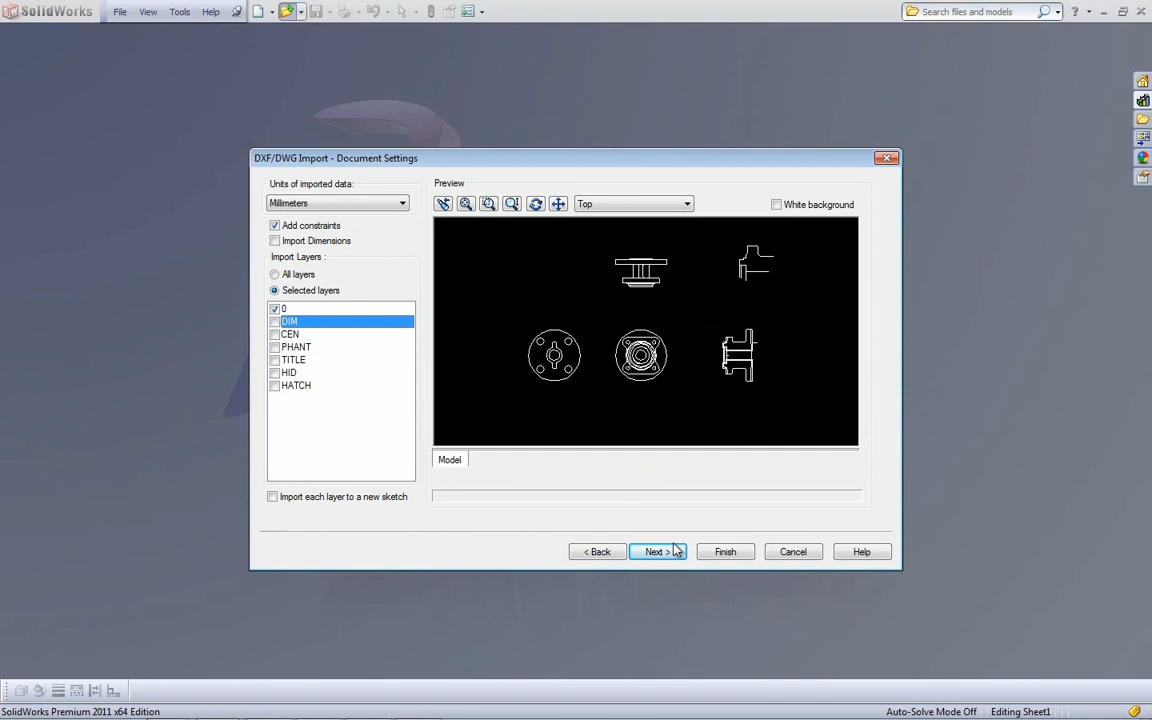 SolidWorks File View Tools Help Search files and models ?
DXF/DWG Import - Document Settings
Units of imported data:
Millimeters
Add constraints
Import Dimensions
Import Layers:
All layers
Selected layers
0
DIM
CEN
PHANT
TITLE
HID
HATCH
Import each layer to a new sketch
Preview
Top
White background
Model
< Back Next > Finish Cancel Help
SolidWorks Premium 2011 x64 Edition Auto-Solve Mode Off Editing Sheet1